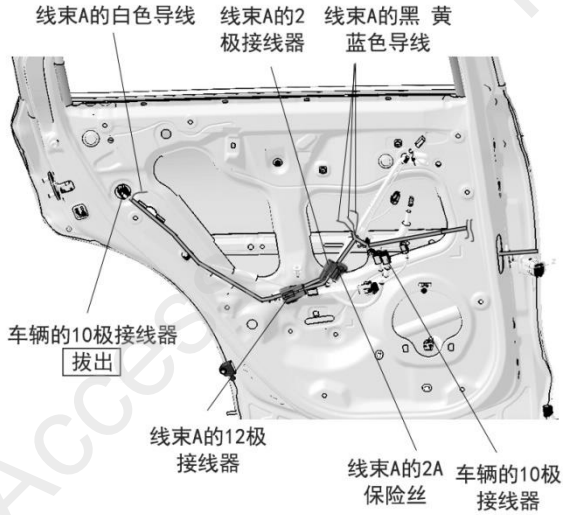 线束A的白色导线
线束A的2
极接线器
线束A的黑 黄
蓝色导线
车辆的10极接线器
拔出
线束A的12极
接线器
线束A的2A
保险丝
车辆的10极
接线器
Access